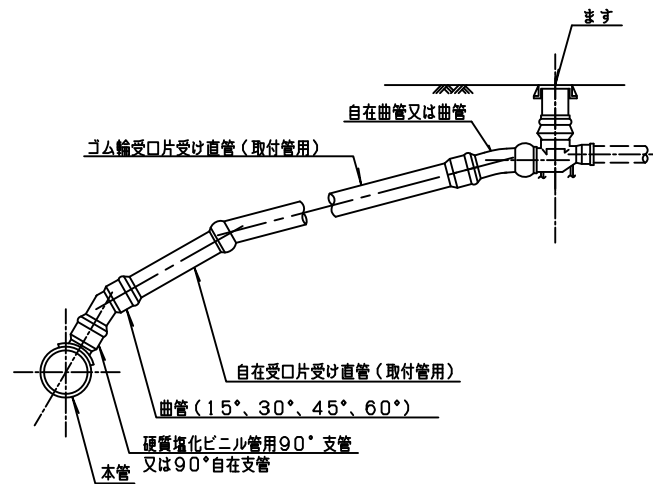 ます
自在曲管又は曲管
ゴム輪受口片受け直管(取付管用)
自在受口片受け直管(取付管用)
曲管(15°、30°、45°、60°)
硬質塩化ビニル管用90°支管
又は90°自在支管
本管